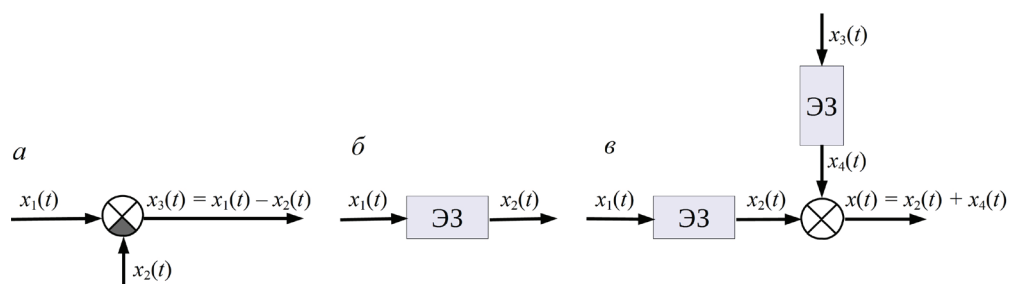 а
x₁(t)
x₃(t) = x₁(t) – x₂(t)
x₂(t)
б
x₁(t)
ЭЗ
x₂(t)
в
x₃(t)
ЭЗ
x₄(t)
x₁(t)
ЭЗ
x₂(t)
x(t) = x₂(t) + x₄(t)